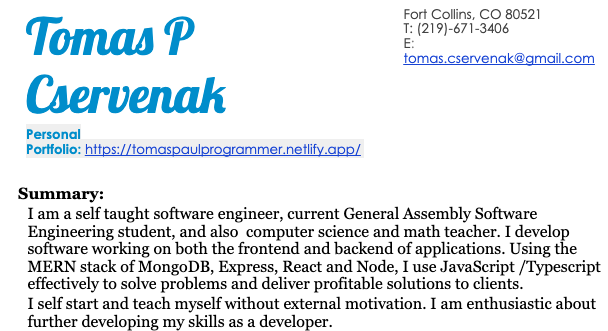 Tomas P
Cservenak
Fort Collins, CO 80521
T: (219)-671-3406
E:
tomas.cservenak@gmail.com
Personal
Portfolio: https://tomaspaulprogrammer.netlify.app/
Summary:
I am a self taught software engineer, current General Assembly Software
Engineering student, and also  computer science and math teacher. I develop
software working on both the frontend and backend of applications. Using the
MERN stack of MongoDB, Express, React and Node, I use JavaScript /Typescript
effectively to solve problems and deliver profitable solutions to clients.
I self start and teach myself without external motivation. I am enthusiastic about
further developing my skills as a developer.